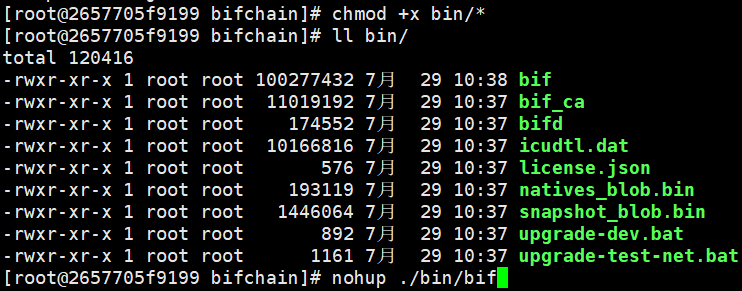 [root@2657705f9199 bifchain]# chmod +x bin/*
[root@2657705f9199 bifchain]# ll bin/
total 120416
-rwxr-xr-x 1 root root 100277432 7月  29 10:38 bif
-rwxr-xr-x 1 root root  11019192 7月  29 10:37 bif_ca
-rwxr-xr-x 1 root root    174552 7月  29 10:37 bifd
-rwxr-xr-x 1 root root  10166816 7月  29 10:37 icudtl.dat
-rwxr-xr-x 1 root root       576 7月  29 10:37 license.json
-rwxr-xr-x 1 root root    193119 7月  29 10:37 natives_blob.bin
-rwxr-xr-x 1 root root   1446064 7月  29 10:37 snapshot_blob.bin
-rwxr-xr-x 1 root root       892 7月  29 10:37 upgrade-dev.bat
-rwxr-xr-x 1 root root      1161 7月  29 10:37 upgrade-test-net.bat
[root@2657705f9199 bifchain]# nohup ./bin/bif